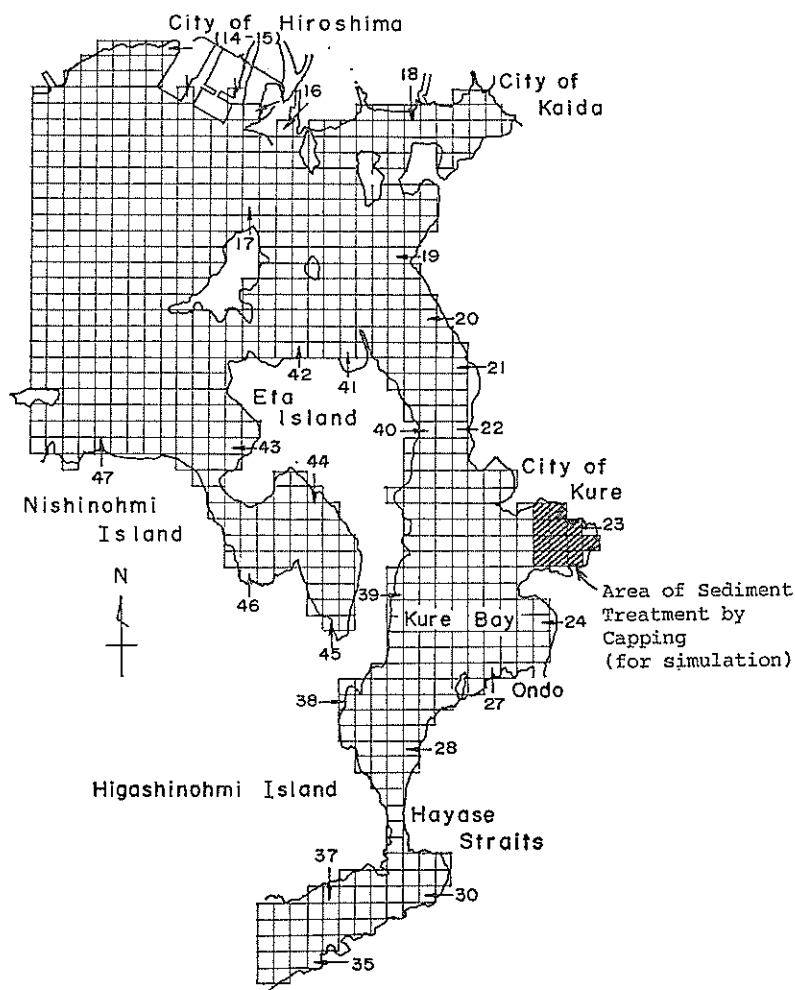 City of Hiroshima
(14-15)
16
18
City of
Kaida
17
19
20
21
42
41
Eta
Island
40
22
43
44
47
City of
Kure
Nishinohmi
Island
23
N
46
39
Area of Sediment
Treatment by
Capping
(for simulation)
Kure Bay
24
45
38
27
Ondo
28
Higashinohmi Island
Hayase
Straits
37
30
35